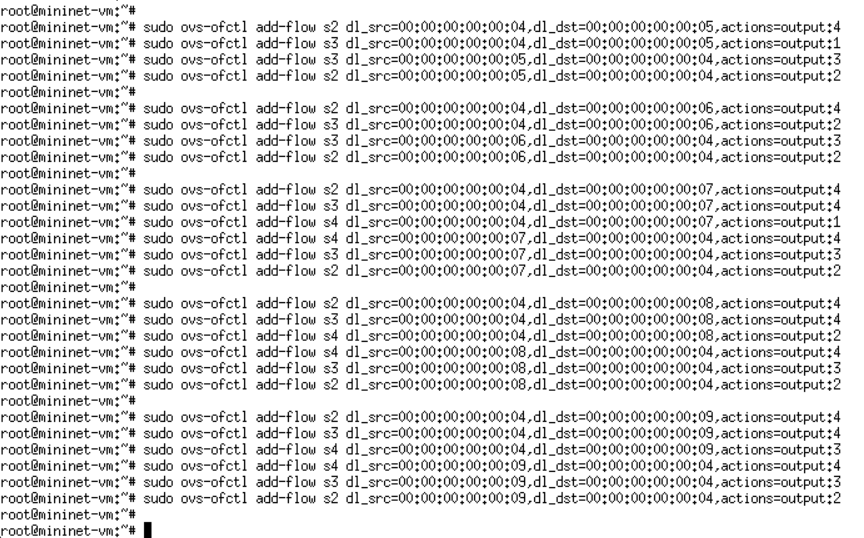 root@mininet-vm:~#
root@mininet-vm:~# sudo ovs-ofctl add-flow s2 dl_src=00:00:00:00:00:04,dl_dst=00:00:00:00:00:05,actions=output:4
root@mininet-vm:~# sudo ovs-ofctl add-flow s3 dl_src=00:00:00:00:00:04,dl_dst=00:00:00:00:00:05,actions=output:1
root@mininet-vm:~# sudo ovs-ofctl add-flow s3 dl_src=00:00:00:00:00:05,dl_dst=00:00:00:00:00:04,actions=output:3
root@mininet-vm:~# sudo ovs-ofctl add-flow s2 dl_src=00:00:00:00:00:05,dl_dst=00:00:00:00:00:04,actions=output:2
root@mininet-vm:~#
root@mininet-vm:~# sudo ovs-ofctl add-flow s2 dl_src=00:00:00:00:00:04,dl_dst=00:00:00:00:00:06,actions=output:4
root@mininet-vm:~# sudo ovs-ofctl add-flow s3 dl_src=00:00:00:00:00:04,dl_dst=00:00:00:00:00:06,actions=output:2
root@mininet-vm:~# sudo ovs-ofctl add-flow s3 dl_src=00:00:00:00:00:06,dl_dst=00:00:00:00:00:04,actions=output:3
root@mininet-vm:~# sudo ovs-ofctl add-flow s2 dl_src=00:00:00:00:00:06,dl_dst=00:00:00:00:00:04,actions=output:2
root@mininet-vm:~#
root@mininet-vm:~# sudo ovs-ofctl add-flow s2 dl_src=00:00:00:00:00:04,dl_dst=00:00:00:00:00:07,actions=output:4
root@mininet-vm:~# sudo ovs-ofctl add-flow s3 dl_src=00:00:00:00:00:04,dl_dst=00:00:00:00:00:07,actions=output:4
root@mininet-vm:~# sudo ovs-ofctl add-flow s4 dl_src=00:00:00:00:00:04,dl_dst=00:00:00:00:00:07,actions=output:1
root@mininet-vm:~# sudo ovs-ofctl add-flow s4 dl_src=00:00:00:00:00:07,dl_dst=00:00:00:00:00:04,actions=output:4
root@mininet-vm:~# sudo ovs-ofctl add-flow s3 dl_src=00:00:00:00:00:07,dl_dst=00:00:00:00:00:04,actions=output:3
root@mininet-vm:~# sudo ovs-ofctl add-flow s2 dl_src=00:00:00:00:00:07,dl_dst=00:00:00:00:00:04,actions=output:2
root@mininet-vm:~#
root@mininet-vm:~# sudo ovs-ofctl add-flow s2 dl_src=00:00:00:00:00:04,dl_dst=00:00:00:00:00:08,actions=output:4
root@mininet-vm:~# sudo ovs-ofctl add-flow s3 dl_src=00:00:00:00:00:04,dl_dst=00:00:00:00:00:08,actions=output:4
root@mininet-vm:~# sudo ovs-ofctl add-flow s4 dl_src=00:00:00:00:00:04,dl_dst=00:00:00:00:00:08,actions=output:2
root@mininet-vm:~# sudo ovs-ofctl add-flow s4 dl_src=00:00:00:00:00:08,dl_dst=00:00:00:00:00:04,actions=output:4
root@mininet-vm:~# sudo ovs-ofctl add-flow s3 dl_src=00:00:00:00:00:08,dl_dst=00:00:00:00:00:04,actions=output:3
root@mininet-vm:~# sudo ovs-ofctl add-flow s2 dl_src=00:00:00:00:00:08,dl_dst=00:00:00:00:00:04,actions=output:2
root@mininet-vm:~#
root@mininet-vm:~# sudo ovs-ofctl add-flow s2 dl_src=00:00:00:00:00:04,dl_dst=00:00:00:00:00:09,actions=output:4
root@mininet-vm:~# sudo ovs-ofctl add-flow s3 dl_src=00:00:00:00:00:04,dl_dst=00:00:00:00:00:09,actions=output:4
root@mininet-vm:~# sudo ovs-ofctl add-flow s4 dl_src=00:00:00:00:00:04,dl_dst=00:00:00:00:00:09,actions=output:3
root@mininet-vm:~# sudo ovs-ofctl add-flow s4 dl_src=00:00:00:00:00:09,dl_dst=00:00:00:00:00:04,actions=output:4
root@mininet-vm:~# sudo ovs-ofctl add-flow s3 dl_src=00:00:00:00:00:09,dl_dst=00:00:00:00:00:04,actions=output:3
root@mininet-vm:~# sudo ovs-ofctl add-flow s2 dl_src=00:00:00:00:00:09,dl_dst=00:00:00:00:00:04,actions=output:2
root@mininet-vm:~#
root@mininet-vm:~#